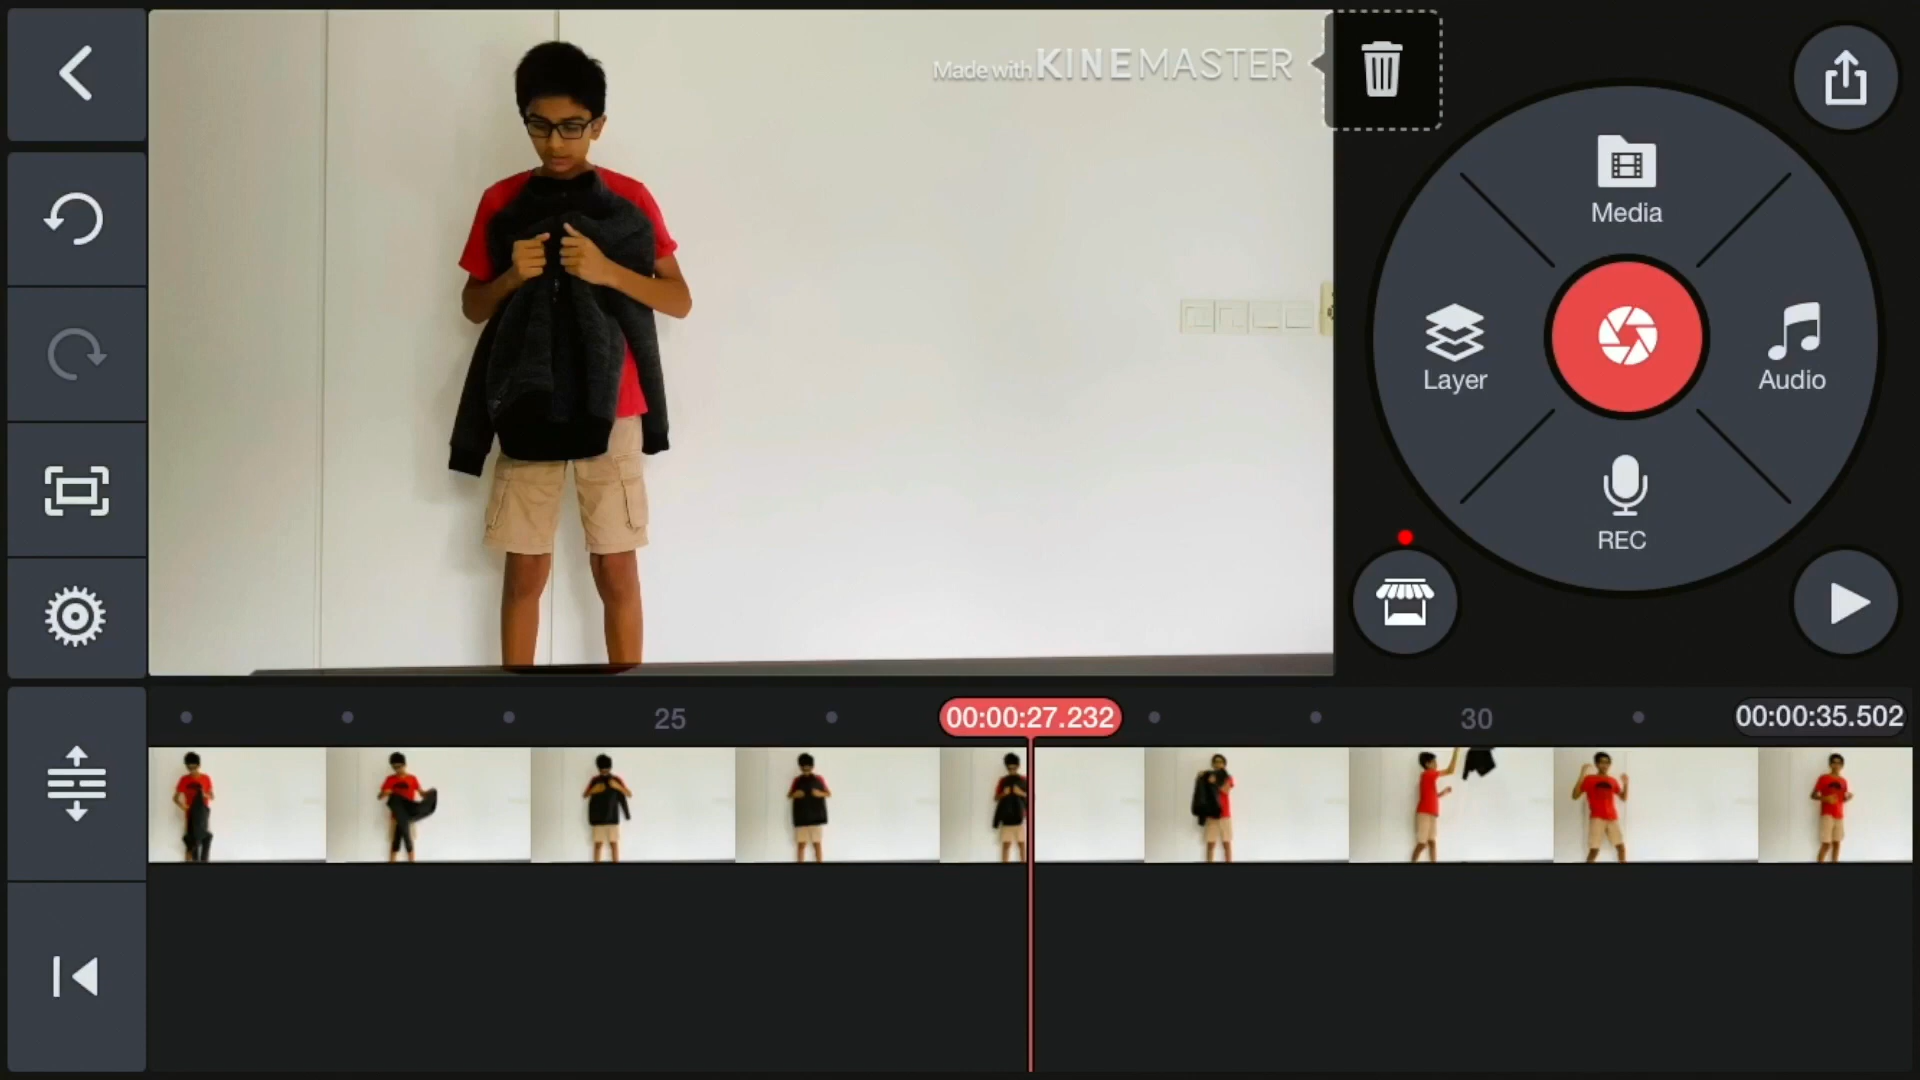 Made with KINEMASTER
Media
Layer
Audio
REC
25
00:00:27.232
30
00:00:35.502